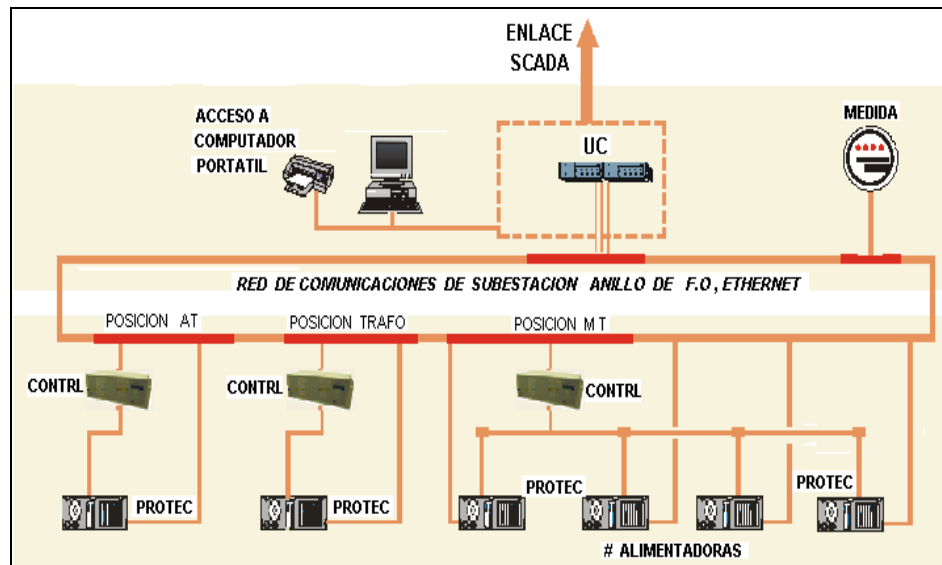 ENLACE
SCADA
ACCESO A
COMPUTADOR
PORTATIL
UC
MEDIDA
RED DE COMUNICACIONES DE SUBESTACION ANILLO DE F.O, ETHERNET
POSICION AT
POSICION TRAFO
POSICION M T
CONTRL
CONTRL
CONTRL
PROTEC
PROTEC
PROTEC
PROTEC
# ALIMENTADORAS